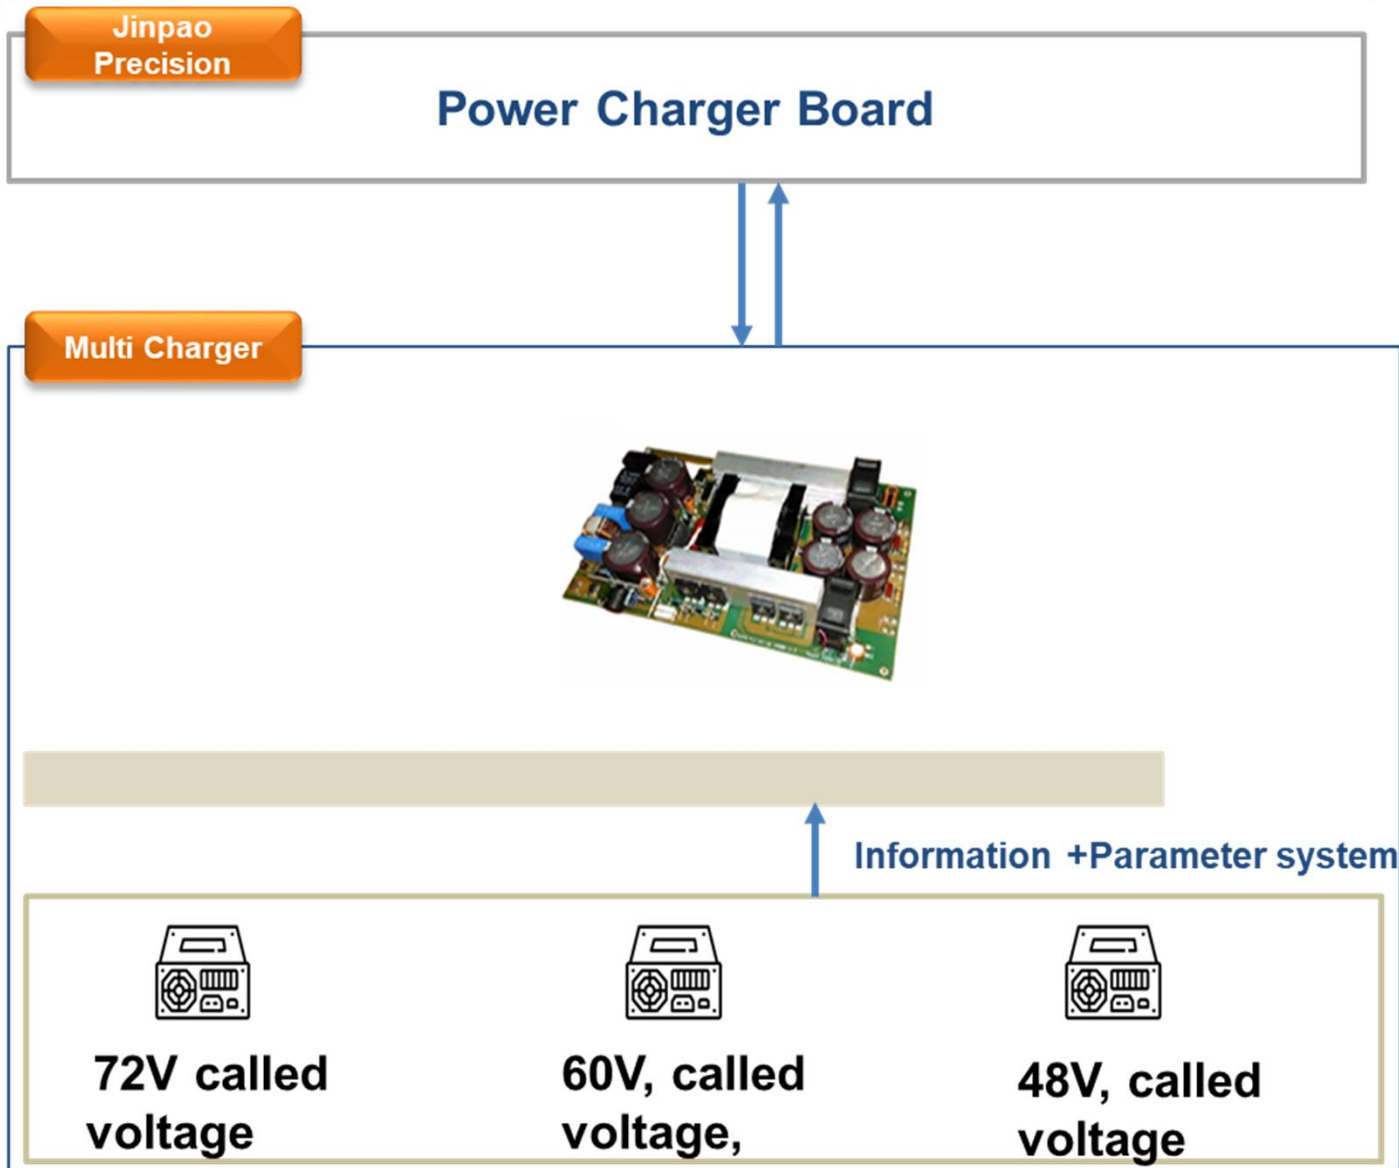 Jinpao
Precision
Power Charger Board
Multi Charger
Information +Parameter system
72V called
voltage
60V, called
voltage,
48V, called
voltage